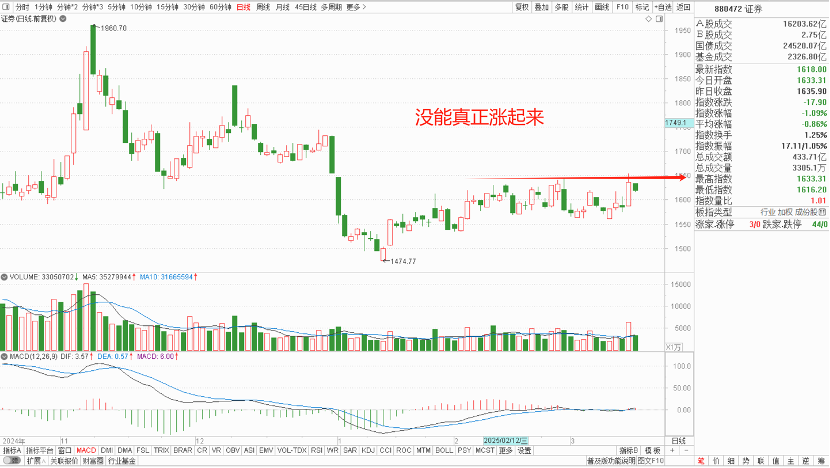 分时 1分钟 分钟*2 分钟*3 5分钟 10分钟 15分钟 30分钟 60分钟 日线 周线 月线 45日线 多周期 更多 > 复权 叠加 多股 统计 画线 F10 标记 +自选 返回
证券(日线.前复权)
880472 证券
A股成交 16203.62亿
B股成交 2.75亿
国债成交 24520.07亿
基金成交 2326.80亿
最新指数 1618.00
今日开盘 1633.31
昨日收盘 1635.90
指数涨跌 -17.90
指数涨幅 -1.09%
平均涨幅 -0.86%
指数换手 1.25%
指数振幅 17.11/1.05%
总成交额 433.71亿
总成交量 3305.1万
最高指数 1633.31
最低指数 1616.20
指数量比 1.01
板指类型 行业 加权 成份股
涨家.涨停 3/0 跌家.跌停 44/0
1960.70
没能真正涨起来
1474.77
1950
1900
1850
1800
1749.1
1700
1650
1600
1550
1500
VOLUME: 33050702↓ MA5: 35279944↑ MA10: 31665594↑
15000
10000
5000
X1万
MACD(12,26,9) DIF: 3.57↑ DEA: 0.57↑ MACD: 6.00↑
100.0
50.00
0.00
2024年 11 12 1 2 2025/02/12/三 3 日线
指标A 指标平台 窗口 MACD DMI DMA FSL TRIX BRAR CR VR OBV ASI EMV VOL-TDX RSI WR SAR KDJ CCI ROC MTM BOLL PSY MCST 更多 设置 指标B 模板 + -
扩展∧ 关联报价 财富圈 行业基金 普及版功能说明 图文F10
笔 价 细 势 联 值 主 逆 筹